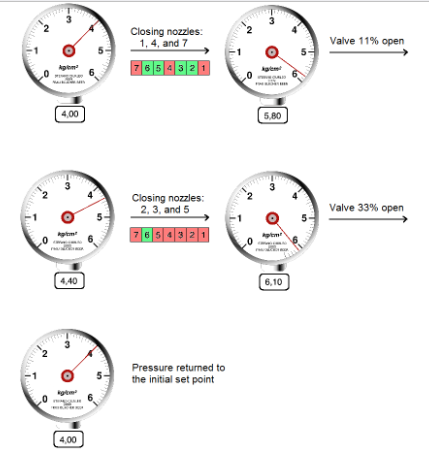 2 3 4
1 5
0 6
kg/cm²
4,00
Closing nozzles:
1, 4, and 7
7 6 5 4 3 2 1
2 3 4
1 5
0 6
kg/cm²
5,80
Valve 11% open
2 3 4
1 5
0 6
kg/cm²
4,40
Closing nozzles:
2, 3, and 5
7 6 5 4 3 2 1
2 3 4
1 5
0 6
kg/cm²
6,10
Valve 33% open
2 3 4
1 5
0 6
kg/cm²
4,00
Pressure returned to
the initial set point